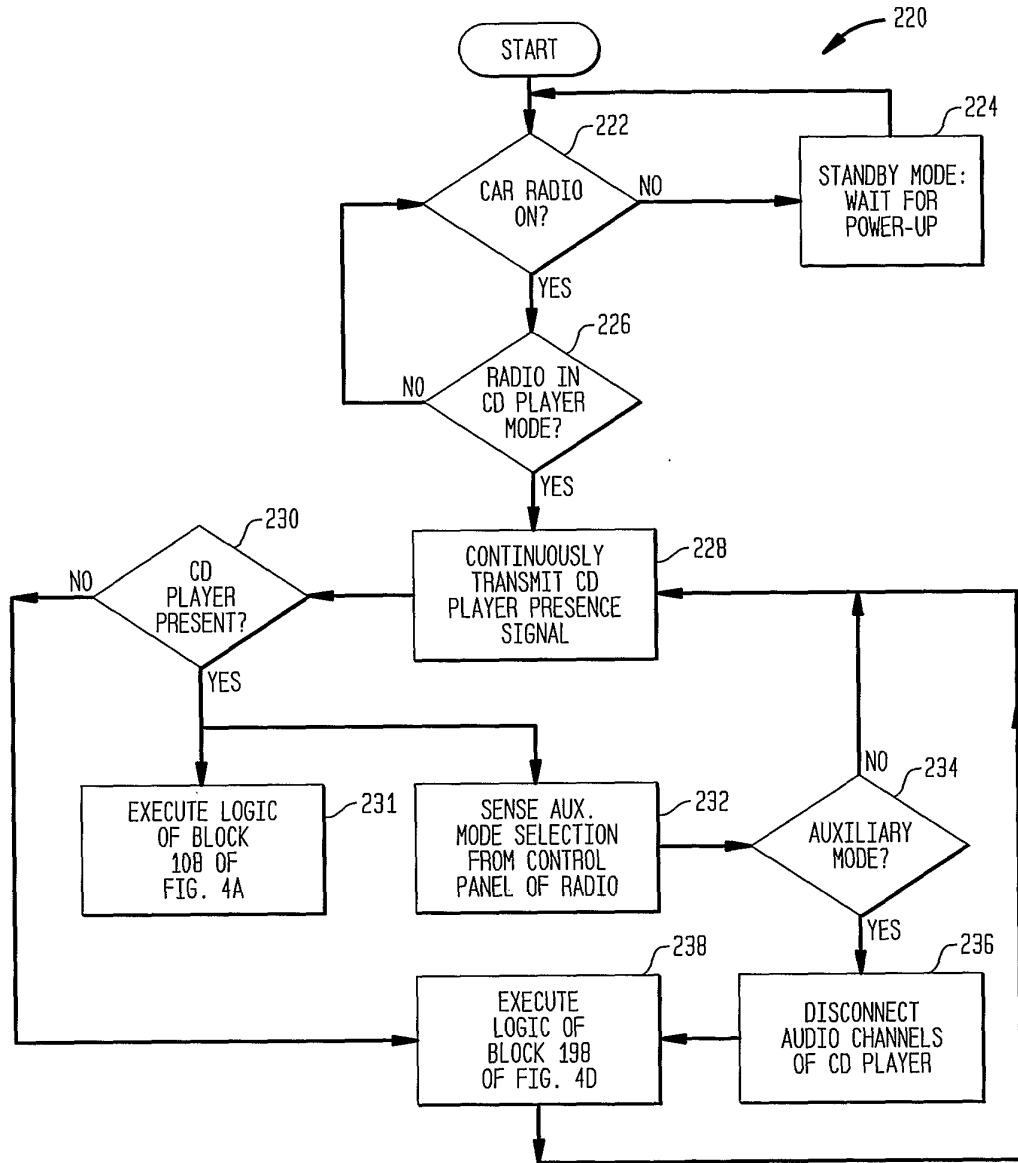 220
START
224
222
STANDBY MODE:
WAIT FOR
POWER-UP
CAR RADIO
ON?
NO
YES
226
RADIO IN
CD PLAYER
MODE?
NO
YES
230
228
CD
PLAYER
PRESENT?
NO
YES
CONTINUOUSLY
TRANSMIT CD
PLAYER PRESENCE
SIGNAL
231
EXECUTE LOGIC
OF BLOCK
108 OF
FIG. 4A
232
SENSE AUX.
MODE SELECTION
FROM CONTROL
PANEL OF RADIO
NO
234
AUXILIARY
MODE?
YES
238
EXECUTE
LOGIC OF
BLOCK 198
OF FIG. 4D
236
DISCONNECT
AUDIO CHANNELS
OF CD PLAYER